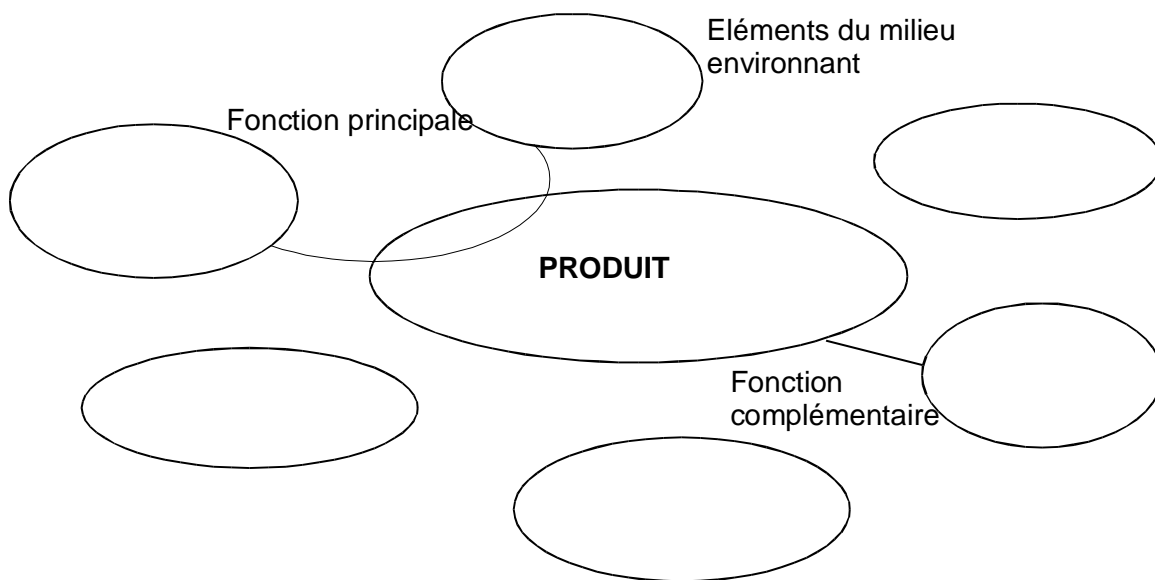 Eléments du milieu
environnant
Fonction principale
PRODUIT
Fonction
complémentaire